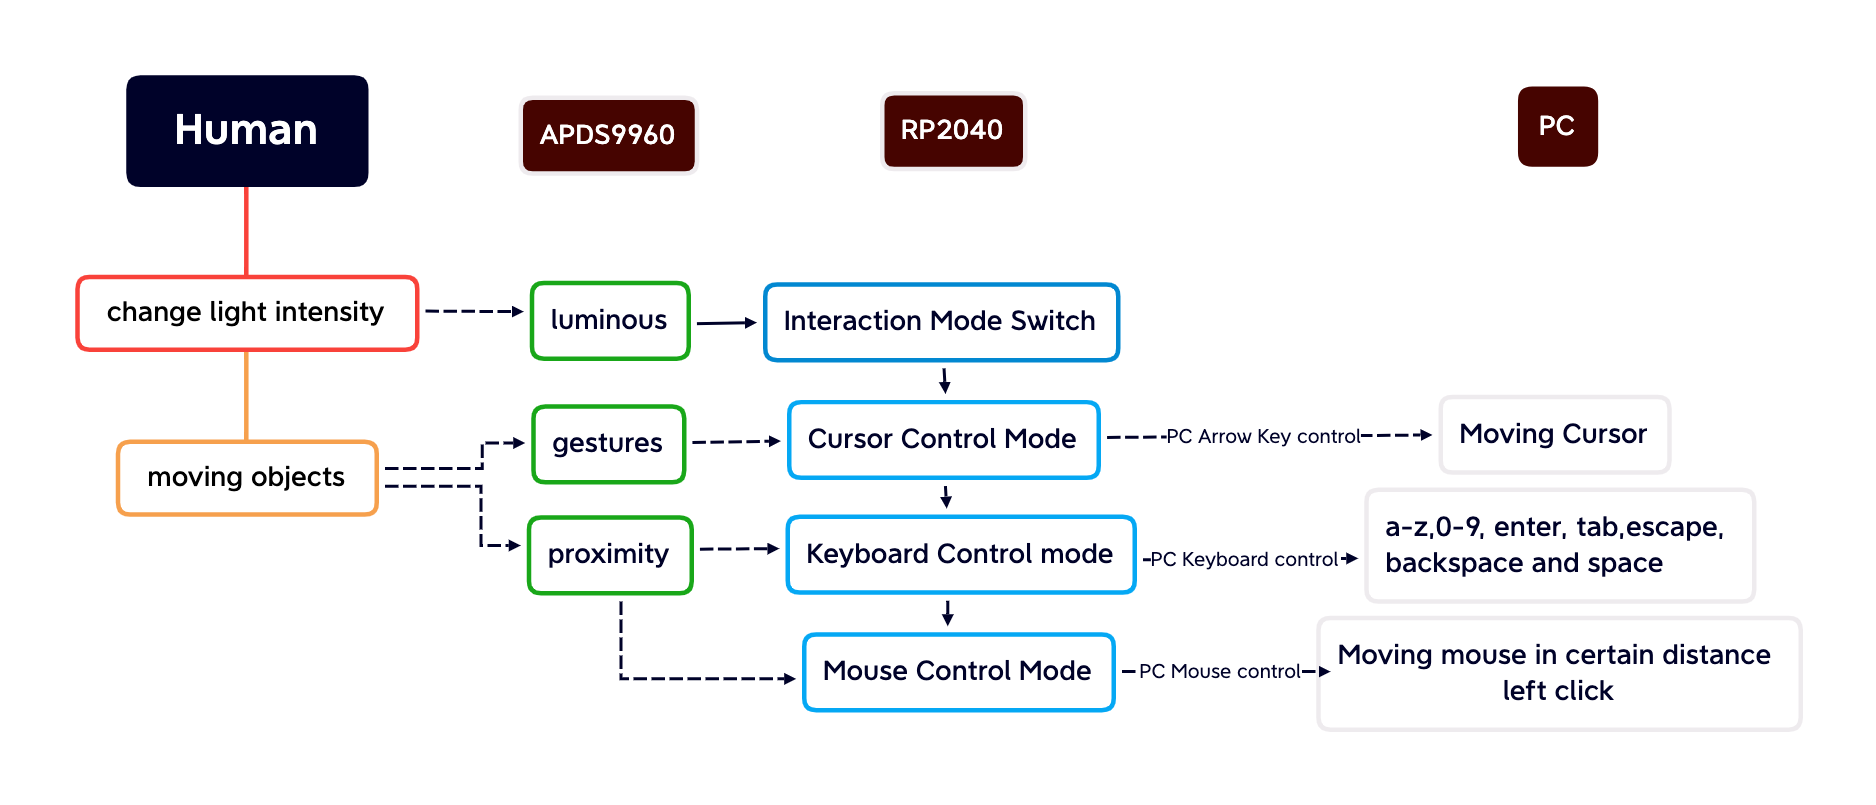 Human
APDS9960
RP2040
PC
change light intensity
luminous
Interaction Mode Switch
moving objects
gestures
Cursor Control Mode
PC Arrow Key control
Moving Cursor
proximity
Keyboard Control mode
PC Keyboard control
a-z,0-9, enter, tab,escape,
backspace and space
Mouse Control Mode
PC Mouse control
Moving mouse in certain distance
left click